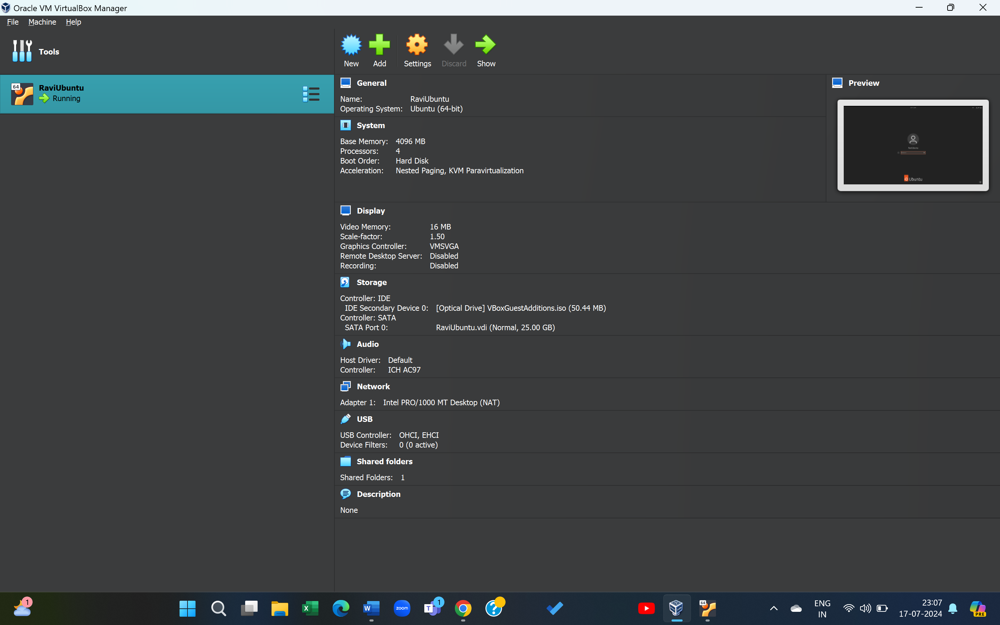 Oracle VM VirtualBox Manager
File Machine Help
Tools
New Add Settings Discard Show
64
RaviUbuntu
Running
General
Name: RaviUbuntu
Operating System: Ubuntu (64-bit)
Preview
Ubuntu
System
Base Memory: 4096 MB
Processors: 4
Boot Order: Hard Disk
Acceleration: Nested Paging, KVM Paravirtualization
Display
Video Memory: 16 MB
Scale-factor: 1.50
Graphics Controller: VMSVGA
Remote Desktop Server: Disabled
Recording: Disabled
Storage
Controller: IDE
IDE Secondary Device 0: [Optical Drive] VBoxGuestAdditions.iso (50.44 MB)
Controller: SATA
SATA Port 0: RaviUbuntu.vdi (Normal, 25.00 GB)
Audio
Host Driver: Default
Controller: ICH AC97
Network
Adapter 1: Intel PRO/1000 MT Desktop (NAT)
USB
USB Controller: OHCI, EHCI
Device Filters: 0 (0 active)
Shared folders
Shared Folders: 1
Description
None
1
X
W
zoom
T
1
?
64
ENG
IN
23:07
17-07-2024
PRE